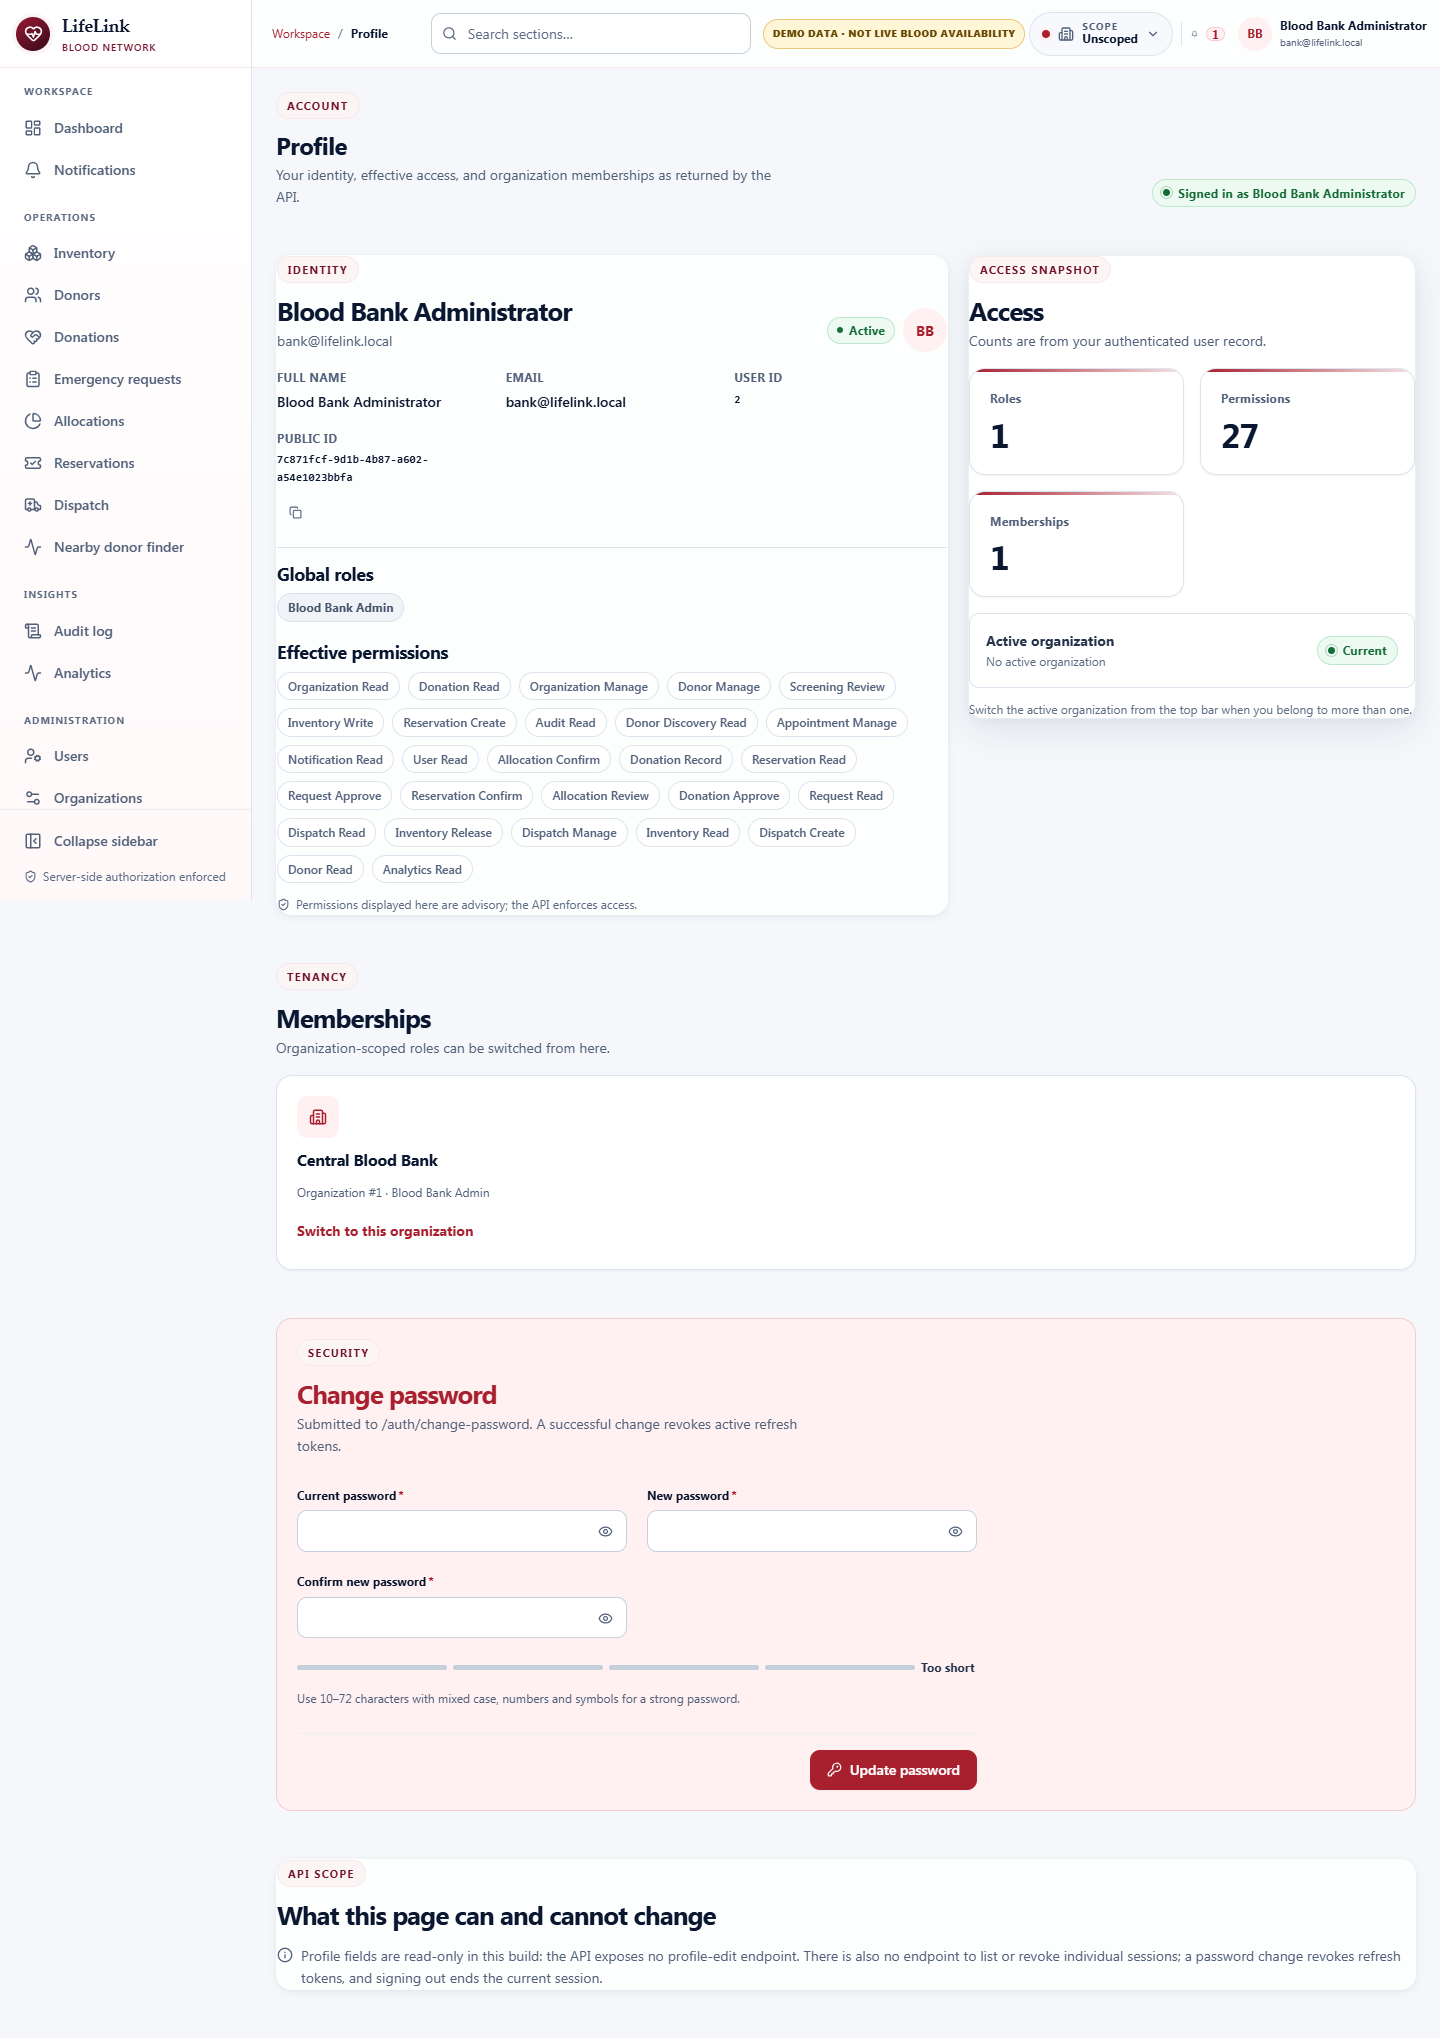 LifeLink
BLOOD NETWORK
Workspace / Profile
Search sections...
DEMO DATA · NOT LIVE BLOOD AVAILABILITY
SCOPE
Unscoped
1
BB
Blood Bank Administrator
bank@lifelink.local
WORKSPACE
Dashboard
Notifications
OPERATIONS
Inventory
Donors
Donations
Emergency requests
Allocations
Reservations
Dispatch
Nearby donor finder
INSIGHTS
Audit log
Analytics
ADMINISTRATION
Users
Organizations
Collapse sidebar
Server-side authorization enforced
ACCOUNT
Profile
Your identity, effective access, and organization memberships as returned by the
API.
Signed in as Blood Bank Administrator
IDENTITY
Blood Bank Administrator
bank@lifelink.local
Active
BB
FULL NAME
Blood Bank Administrator
EMAIL
bank@lifelink.local
USER ID
2
PUBLIC ID
7c871fcf-9d1b-4b87-a602-
a54e1023bbfa
Global roles
Blood Bank Admin
Effective permissions
Organization Read Donation Read Organization Manage Donor Manage Screening Review
Inventory Write Reservation Create Audit Read Donor Discovery Read Appointment Manage
Notification Read User Read Allocation Confirm Donation Record Reservation Read
Request Approve Reservation Confirm Allocation Review Donation Approve Request Read
Dispatch Read Inventory Release Dispatch Manage Inventory Read Dispatch Create
Donor Read Analytics Read
Permissions displayed here are advisory; the API enforces access.
ACCESS SNAPSHOT
Access
Counts are from your authenticated user record.
Roles
1
Permissions
27
Memberships
1
Active organization
No active organization
Current
Switch the active organization from the top bar when you belong to more than one.
TENANCY
Memberships
Organization-scoped roles can be switched from here.
Central Blood Bank
Organization #1 · Blood Bank Admin
Switch to this organization
SECURITY
Change password
Submitted to /auth/change-password. A successful change revokes active refresh
tokens.
Current password *
New password *
Confirm new password *
Too short
Use 10–72 characters with mixed case, numbers and symbols for a strong password.
Update password
API SCOPE
What this page can and cannot change
Profile fields are read-only in this build: the API exposes no profile-edit endpoint. There is also no endpoint to list or revoke individual sessions; a password change revokes refresh
tokens, and signing out ends the current session.